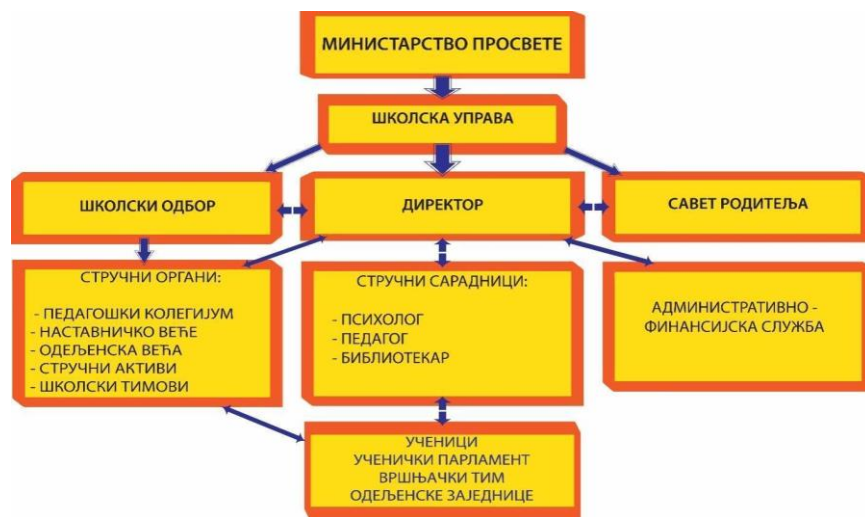 МИНИСТАРСТВО ПРОСВЕТЕ
ШКОЛСКА УПРАВА
ШКОЛСКИ ОДБОР
ДИРЕКТОР
САВЕТ РОДИТЕЉА
СТРУЧНИ ОРГАНИ:
- ПЕДАГОШКИ КОЛЕГИЈУМ
- НАСТАВНИЧКО ВЕЋЕ
- ОДЕЉЕНСКА ВЕЋА
- СТРУЧНИ АКТИВИ
- ШКОЛСКИ ТИМОВИ
СТРУЧНИ САРАДНИЦИ:
- ПСИХОЛОГ
- ПЕДАГОГ
- БИБЛИОТЕКАР
АДМИНИСТРАТИВНО -
ФИНАНСИЈСКА СЛУЖБА
УЧЕНИЦИ
УЧЕНИЧКИ ПАРЛАМЕНТ
ВРШЊАЧКИ ТИМ
ОДЕЉЕНСКЕ ЗАЈЕДНИЦЕ